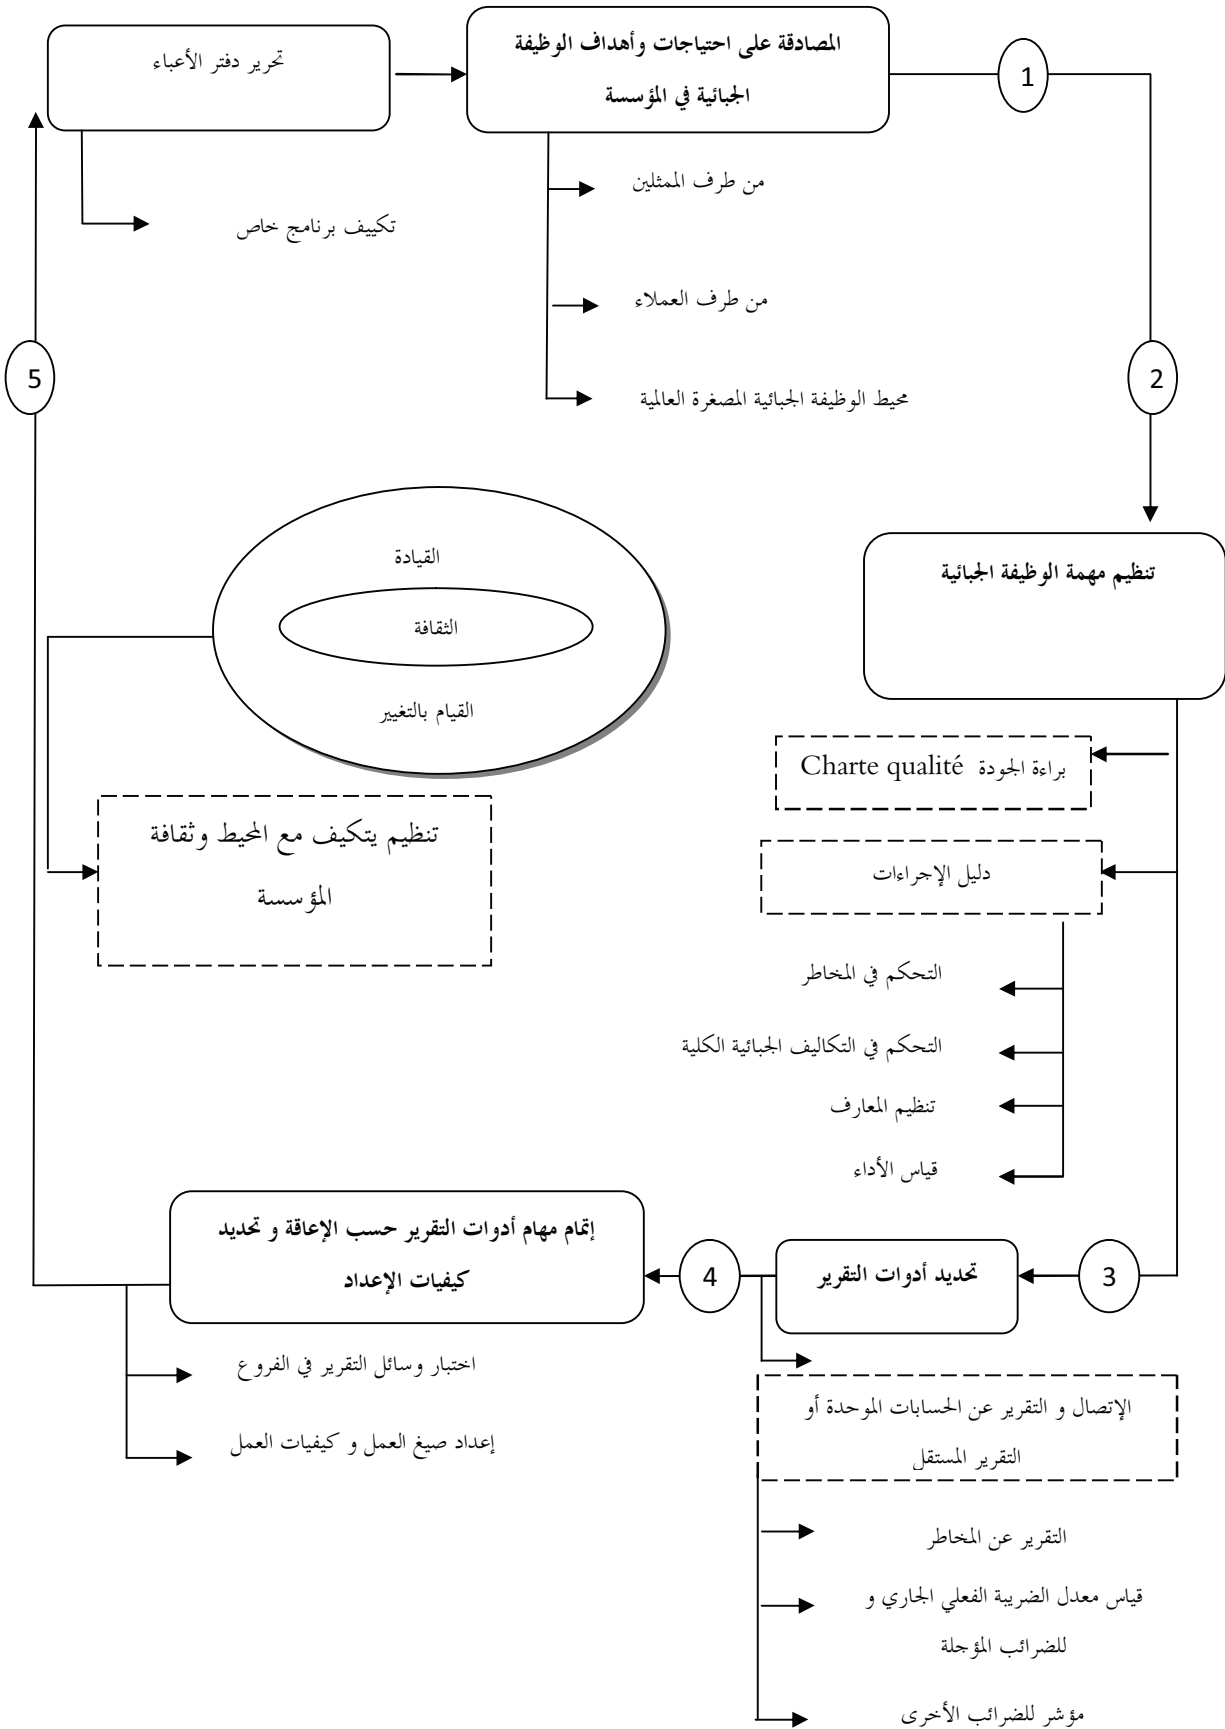 المصادقة على احتياجات وأهداف الوظيفة
الجبائية في المؤسسة
تحرير دفتر الأعباء
1
من طرف الممثلين
تكييف برنامج خاص
من طرف العملاء
5
2
محيط الوظيفة الجبائية المصغرة العالمية
القيادة
الثقافة
القيام بالتغيير
تنظيم مهمة الوظيفة الجبائية
براءة الجودة Charte qualité
تنظيم يتكيف مع المحيط وثقافة
المؤسسة
دليل الإجراءات
التحكم في المخاطر
التحكم في التكاليف الجبائية الكلية
تنظيم المعارف
قياس الأداء
3
تحديد أدوات التقرير
4
إتمام مهام أدوات التقرير حسب الإعاقة و تحديد
كيفيات الإعداد
اختبار وسائل التقرير في الفروع
إعداد صيغ العمل و كيفيات العمل
الإتصال و التقرير عن الحسابات الموحدة أو
التقرير المستقل
التقرير عن المخاطر
قياس معدل الضريبة الفعلي الجاري و
للضرائب المؤجلة
مؤشر للضرائب الأخرى